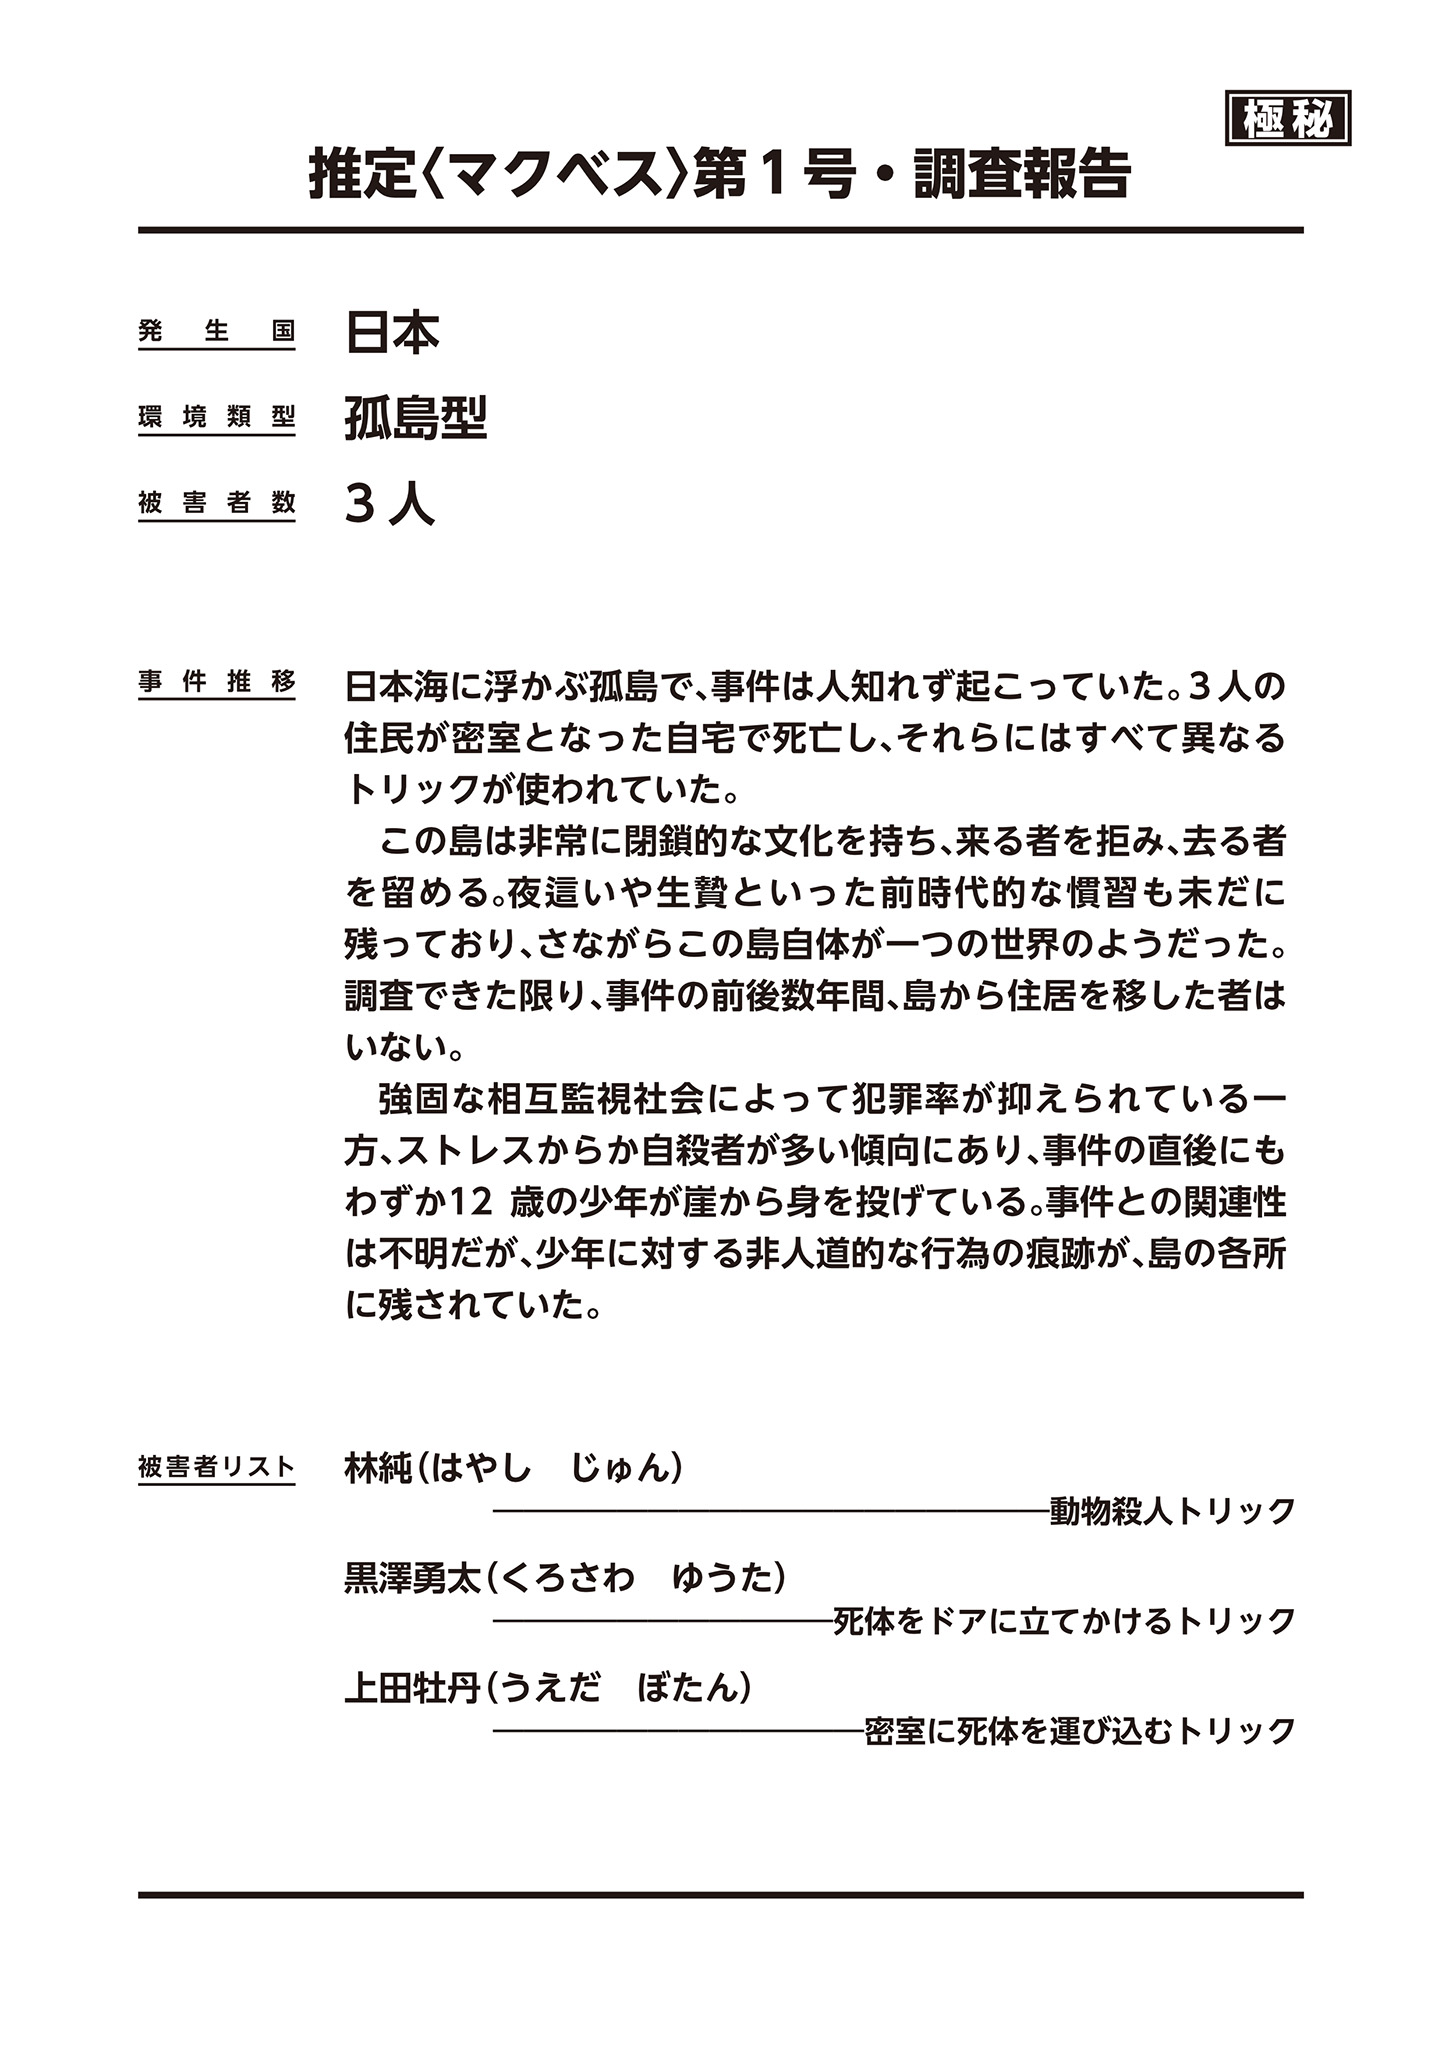 極秘
推定〈マクベス〉第1号・調査報告
発生国 日本
環境類型 孤島型
被害者数 3人
事件推移 日本海に浮かぶ孤島で、事件は人知れず起こっていた。3人の
住民が密室となった自宅で死亡し、それらにはすべて異なる
トリックが使われていた。
　この島は非常に閉鎖的な文化を持ち、来る者を拒み、去る者
を留める。夜這いや生贄といった前時代的な慣習も未だに
残っており、さながらこの島自体が一つの世界のようだった。
調査できた限り、事件の前後数年間、島から住居を移した者は
いない。
　強固な相互監視社会によって犯罪率が抑えられている一
方、ストレスからか自殺者が多い傾向にあり、事件の直後にも
わずか12 歳の少年が崖から身を投げている。事件との関連性
は不明だが、少年に対する非人道的な行為の痕跡が、島の各所
に残されていた。
被害者リスト 林純（はやし　じゅん）
――――――――――――――――――動物殺人トリック
黒澤勇太（くろさわ　ゆうた）
―――――――――――死体をドアに立てかけるトリック
上田牡丹（うえだ　ぼたん）
――――――――――――密室に死体を運び込むトリック